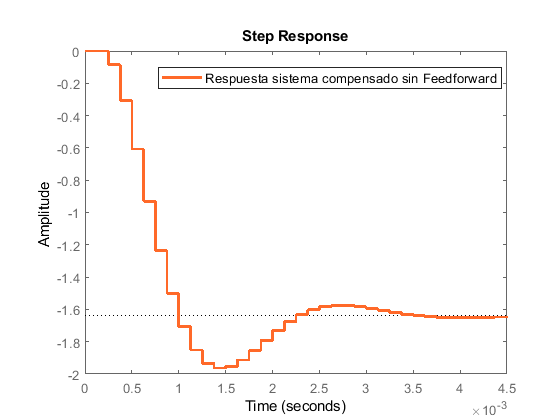 Step Response
Respuesta sistema compensado sin Feedforward
Amplitude
0
-0.2
-0.4
-0.6
-0.8
-1
-1.2
-1.4
-1.6
-1.8
-2
0 0.5 1 1.5 2 2.5 3 3.5 4 4.5
Time (seconds)
×10⁻³